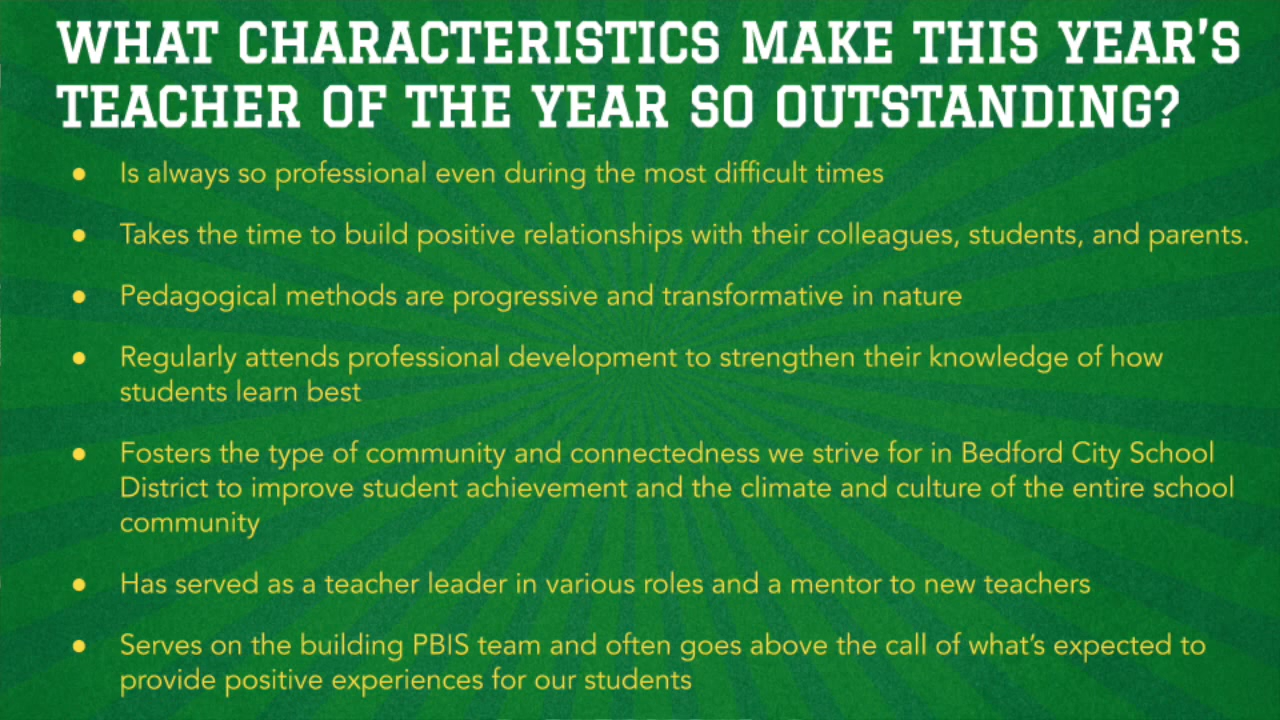 WHAT CHARACTERISTICS MAKE THIS YEAR'S
TEACHER OF THE YEAR SO OUTSTANDING?
● Is always so professional even during the most difficult times
● Takes the time to build positive relationships with their colleagues, students, and parents.
● Pedagogical methods are progressive and transformative in nature
● Regularly attends professional development to strengthen their knowledge of how
students learn best
● Fosters the type of community and connectedness we strive for in Bedford City School
District to improve student achievement and the climate and culture of the entire school
community
● Has served as a teacher leader in various roles and a mentor to new teachers
● Serves on the building PBIS team and often goes above the call of what's expected to
provide positive experiences for our students